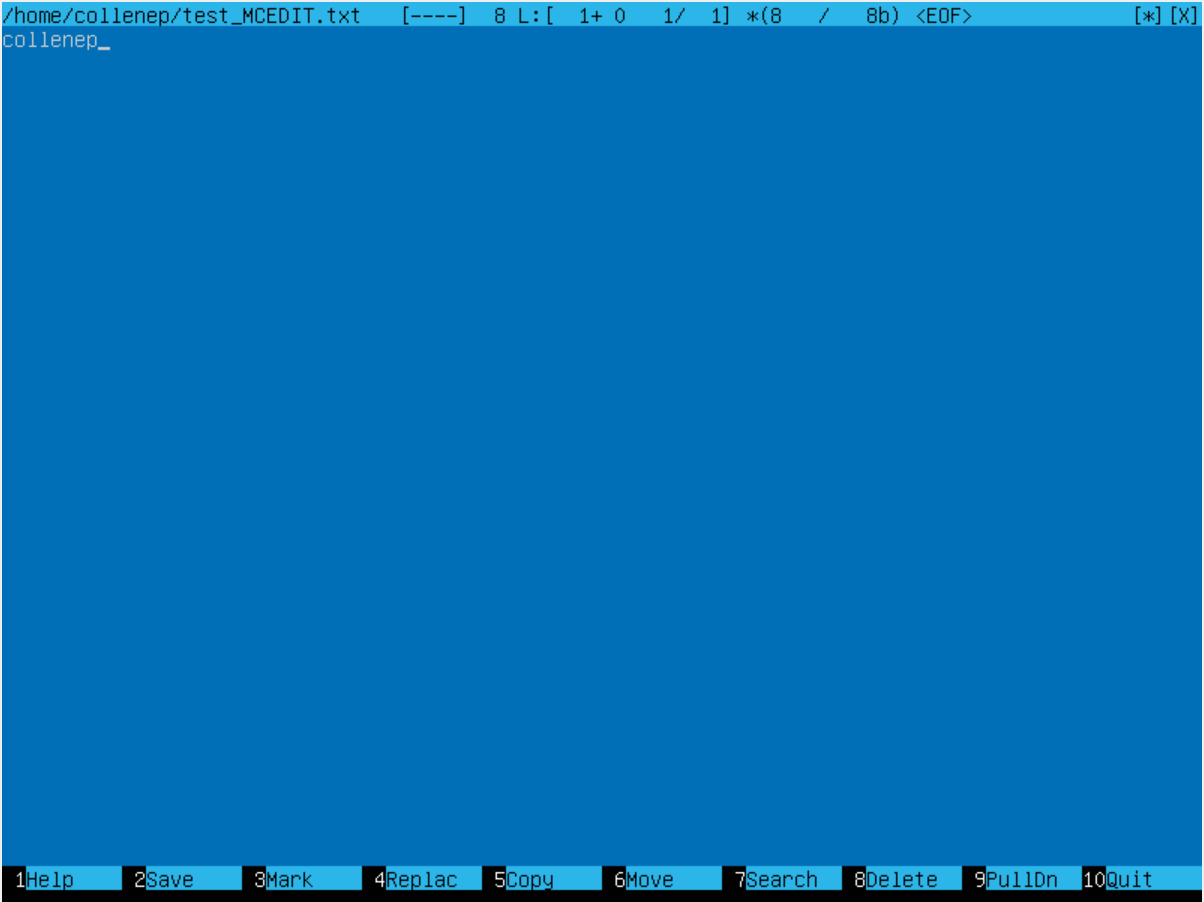 /home/collenep/test_MCEDIT.txt [----] 8 L:[ 1+ 0 1/ 1] *(8 / 8b) <EOF> [*][X]
collenep_
1Help 2Save 3Mark 4Replac 5Copy 6Move 7Search 8Delete 9PullDn 10Quit